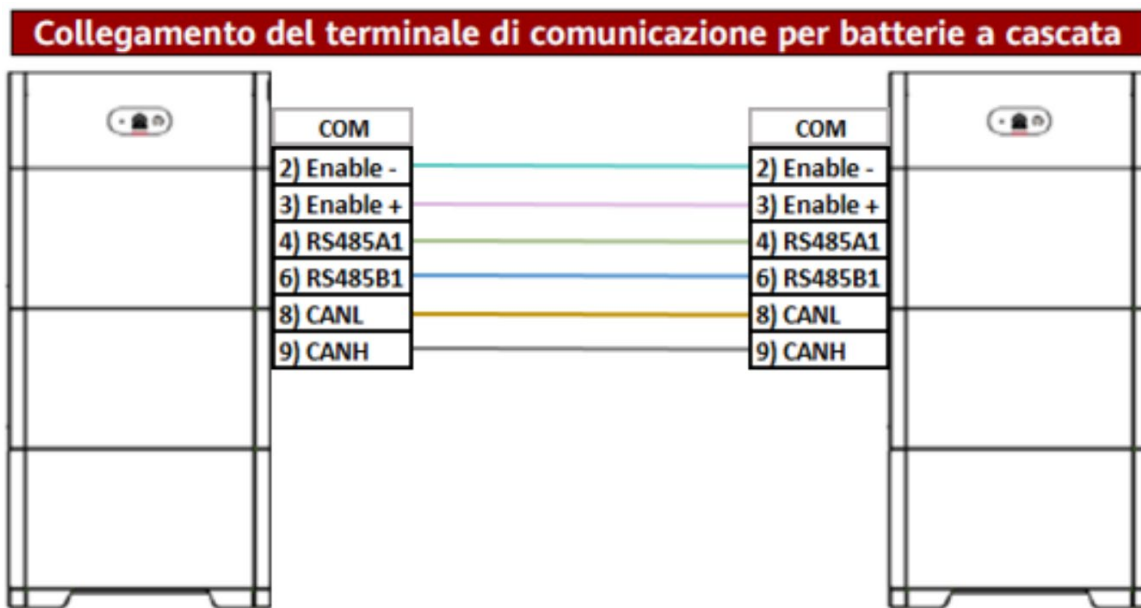 Collegamento del terminale di comunicazione per batterie a cascata
COM
2) Enable -
3) Enable +
4) RS485A1
6) RS485B1
8) CANL
9) CANH
COM
2) Enable -
3) Enable +
4) RS485A1
6) RS485B1
8) CANL
9) CANH